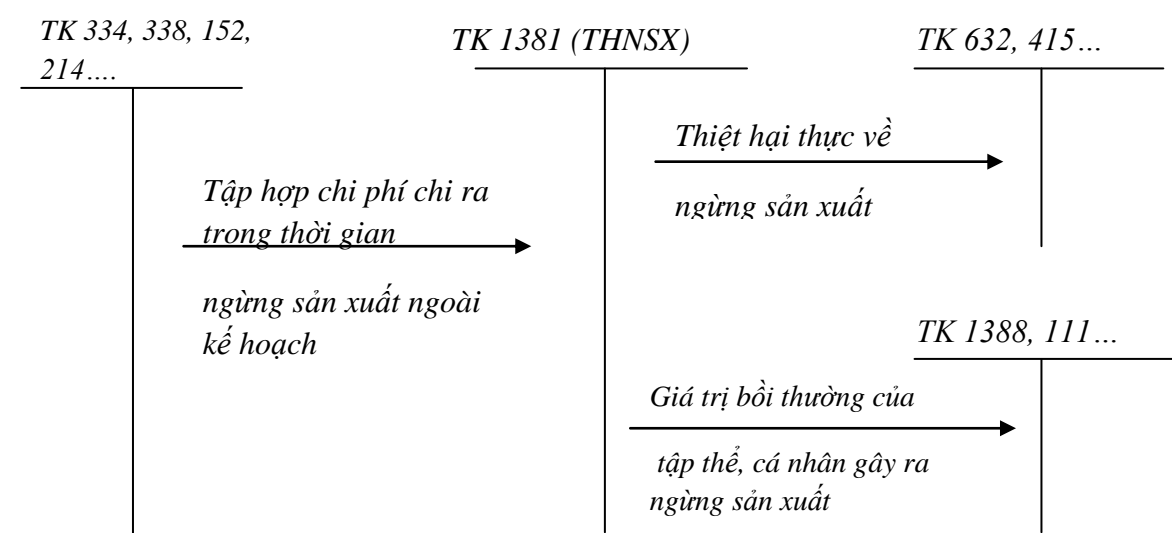 TK 334, 338, 152,
214....
TK 1381 (THNSX)
TK 632, 415...
Thiệt hại thực về
ngừng sản xuất
Tập hợp chi phí chi ra
trong thời gian
ngừng sản xuất ngoài
kế hoạch
TK 1388, 111...
Giá trị bồi thường của
tập thể, cá nhân gây ra
ngừng sản xuất